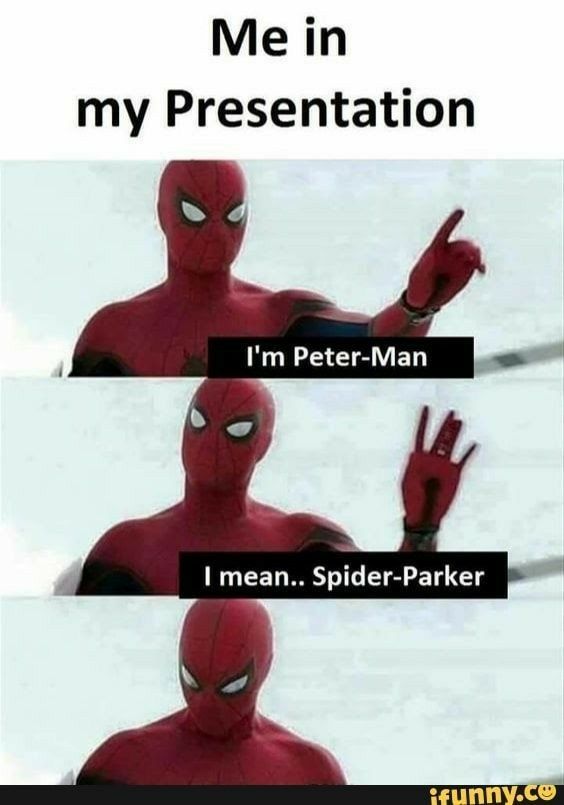 Me in
my Presentation
I'm Peter-Man
I mean.. Spider-Parker
ifunny.co